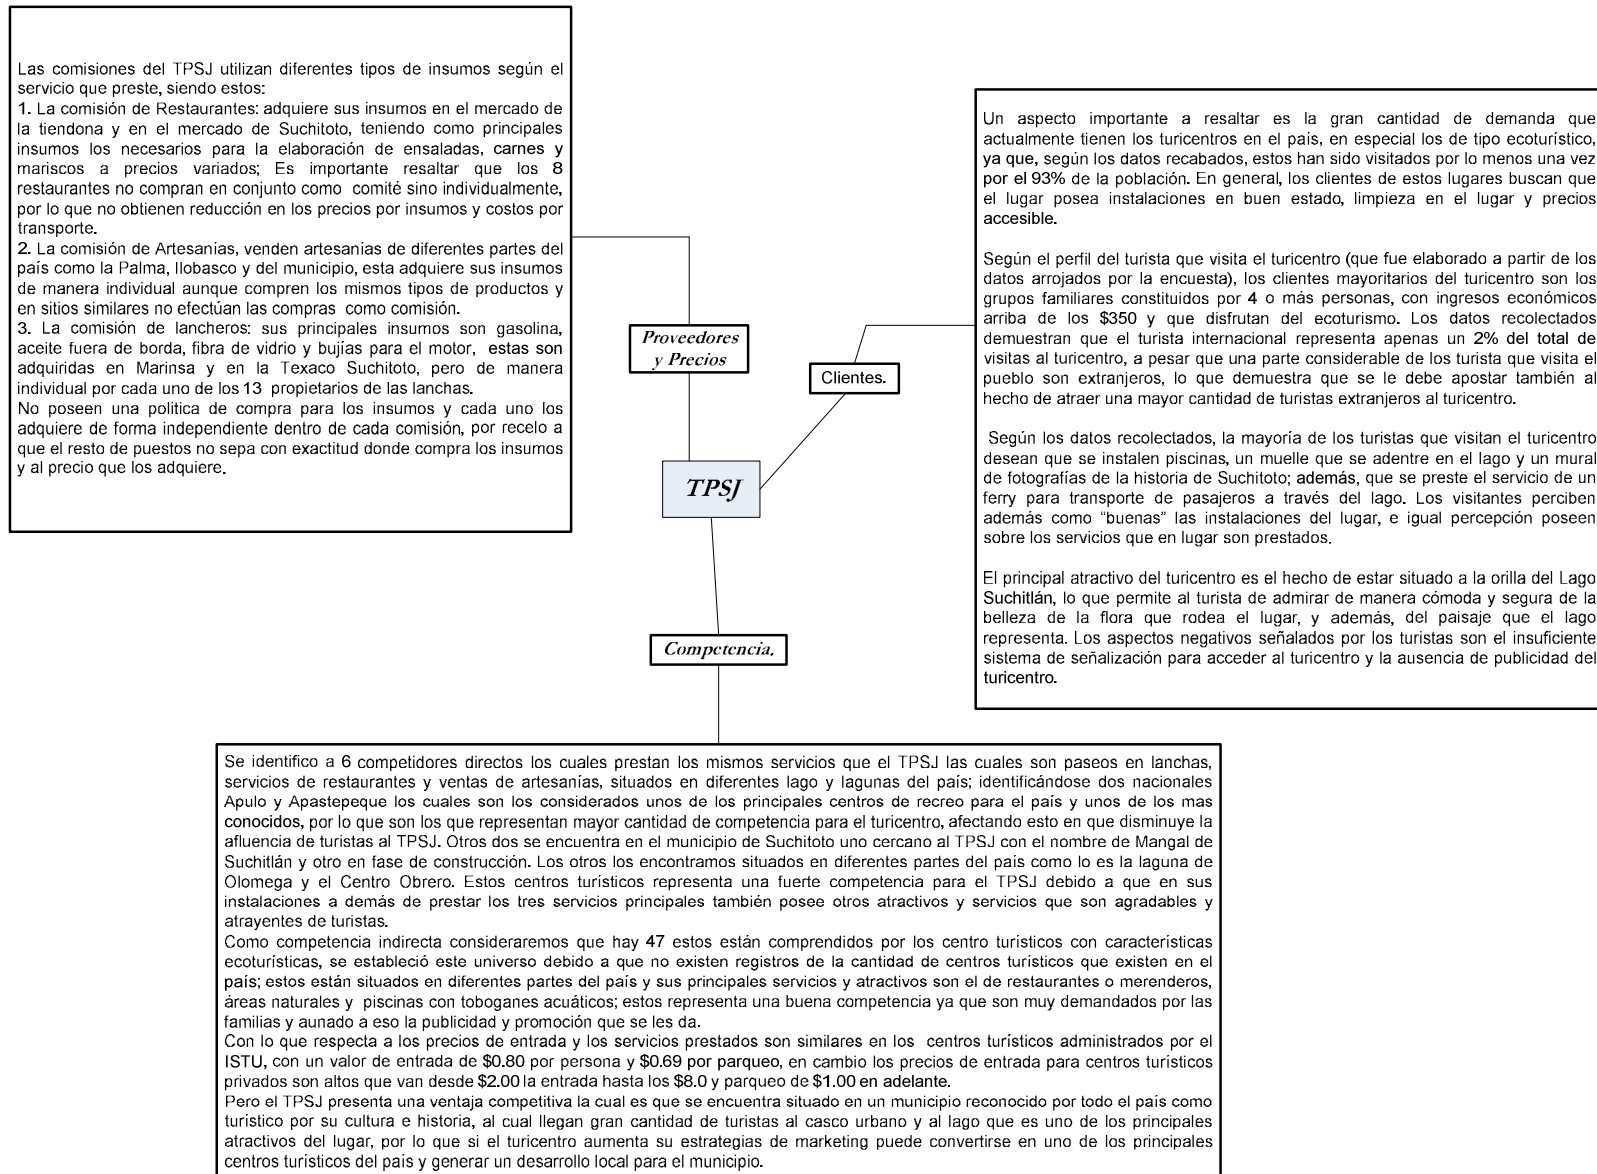 Las comisiones del TPSJ utilizan diferentes tipos de insumos según el
servicio que preste, siendo estos:
1. La comisión de Restaurantes: adquiere sus insumos en el mercado de
la tiendona y en el mercado de Suchitoto, teniendo como principales
insumos los necesarios para la elaboración de ensaladas, carnes y
mariscos a precios variados; Es importante resaltar que los 8
restaurantes no compran en conjunto como comité sino individualmente,
por lo que no obtienen reducción en los precios por insumos y costos por
transporte.
2. La comisión de Artesanías, venden artesanías de diferentes partes del
país como la Palma, Ilobasco y del municipio, esta adquiere sus insumos
de manera individual aunque compren los mismos tipos de productos y
en sitios similares no efectúan las compras como comisión.
3. La comisión de lancheros: sus principales insumos son gasolina,
aceite fuera de borda, fibra de vidrio y bujías para el motor, estas son
adquiridas en Marinsa y en la Texaco Suchitoto, pero de manera
individual por cada uno de los 13 propietarios de las lanchas.
No poseen una politica de compra para los insumos y cada uno los
adquiere de forma independiente dentro de cada comisión, por recelo a
que el resto de puestos no sepa con exactitud donde compra los insumos
y al precio que los adquiere.
Proveedores
y Precios
Clientes.
TPSJ
Competencia.
Un aspecto importante a resaltar es la gran cantidad de demanda que
actualmente tienen los turicentros en el país, en especial los de tipo ecoturístico,
ya que, según los datos recabados, estos han sido visitados por lo menos una vez
por el 93% de la población. En general, los clientes de estos lugares buscan que
el lugar posea instalaciones en buen estado, limpieza en el lugar y precios
accesible.
Según el perfil del turista que visita el turicentro (que fue elaborado a partir de los
datos arrojados por la encuesta), los clientes mayoritarios del turicentro son los
grupos familiares constituidos por 4 o más personas, con ingresos económicos
arriba de los $350 y que disfrutan del ecoturismo. Los datos recolectados
demuestran que el turista internacional representa apenas un 2% del total de
visitas al turicentro, a pesar que una parte considerable de los turista que visita el
pueblo son extranjeros, lo que demuestra que se le debe apostar también al
hecho de atraer una mayor cantidad de turistas extranjeros al turicentro.
Según los datos recolectados, la mayoría de los turistas que visitan el turicentro
desean que se instalen piscinas, un muelle que se adentre en el lago y un mural
de fotografías de la historia de Suchitoto; además, que se preste el servicio de un
ferry para transporte de pasajeros a través del lago. Los visitantes perciben
además como "buenas" las instalaciones del lugar, e igual percepción poseen
sobre los servicios que en lugar son prestados.
El principal atractivo del turicentro es el hecho de estar situado a la orilla del Lago
Suchitlán, lo que permite al turista de admirar de manera cómoda y segura de la
belleza de la flora que rodea el lugar, y además, del paisaje que el lago
representa. Los aspectos negativos señalados por los turistas son el insuficiente
sistema de señalización para acceder al turicentro y la ausencia de publicidad del
turicentro.
Se identifico a 6 competidores directos los cuales prestan los mismos servicios que el TPSJ las cuales son paseos en lanchas,
servicios de restaurantes y ventas de artesanías, situados en diferentes lago y lagunas del país; identificándose dos nacionales
Apulo y Apastepeque los cuales son los considerados unos de los principales centros de recreo para el país y unos de los mas
conocidos, por lo que son los que representan mayor cantidad de competencia para el turicentro, afectando esto en que disminuye la
afluencia de turistas al TPSJ. Otros dos se encuentra en el municipio de Suchitoto uno cercano al TPSJ con el nombre de Mangal de
Suchitlán y otro en fase de construcción. Los otros los encontramos situados en diferentes partes del país como lo es la laguna de
Olomega y el Centro Obrero. Estos centros turísticos representa una fuerte competencia para el TPSJ debido a que en sus
instalaciones a demás de prestar los tres servicios principales también posee otros atractivos y servicios que son agradables y
atrayentes de turistas.
Como competencia indirecta consideraremos que hay 47 estos están comprendidos por los centro turísticos con características
ecoturísticas, se estableció este universo debido a que no existen registros de la cantidad de centros turísticos que existen en el
país; estos están situados en diferentes partes del país y sus principales servicios y atractivos son el de restaurantes o merenderos,
áreas naturales y piscinas con toboganes acuáticos; estos representa una buena competencia ya que son muy demandados por las
familias y aunado a eso la publicidad y promoción que se les da.
Con lo que respecta a los precios de entrada y los servicios prestados son similares en los centros turísticos administrados por el
ISTU, con un valor de entrada de $0.80 por persona y $0.69 por parqueo, en cambio los precios de entrada para centros turísticos
privados son altos que van desde $2.00 la entrada hasta los $8.0 y parqueo de $1.00 en adelante.
Pero el TPSJ presenta una ventaja competitiva la cual es que se encuentra situado en un municipio reconocido por todo el país como
turístico por su cultura e historia, al cual llegan gran cantidad de turistas al casco urbano y al lago que es uno de los principales
atractivos del lugar, por lo que si el turicentro aumenta su estrategias de marketing puede convertirse en uno de los principales
centros turísticos del país y generar un desarrollo local para el municipio.